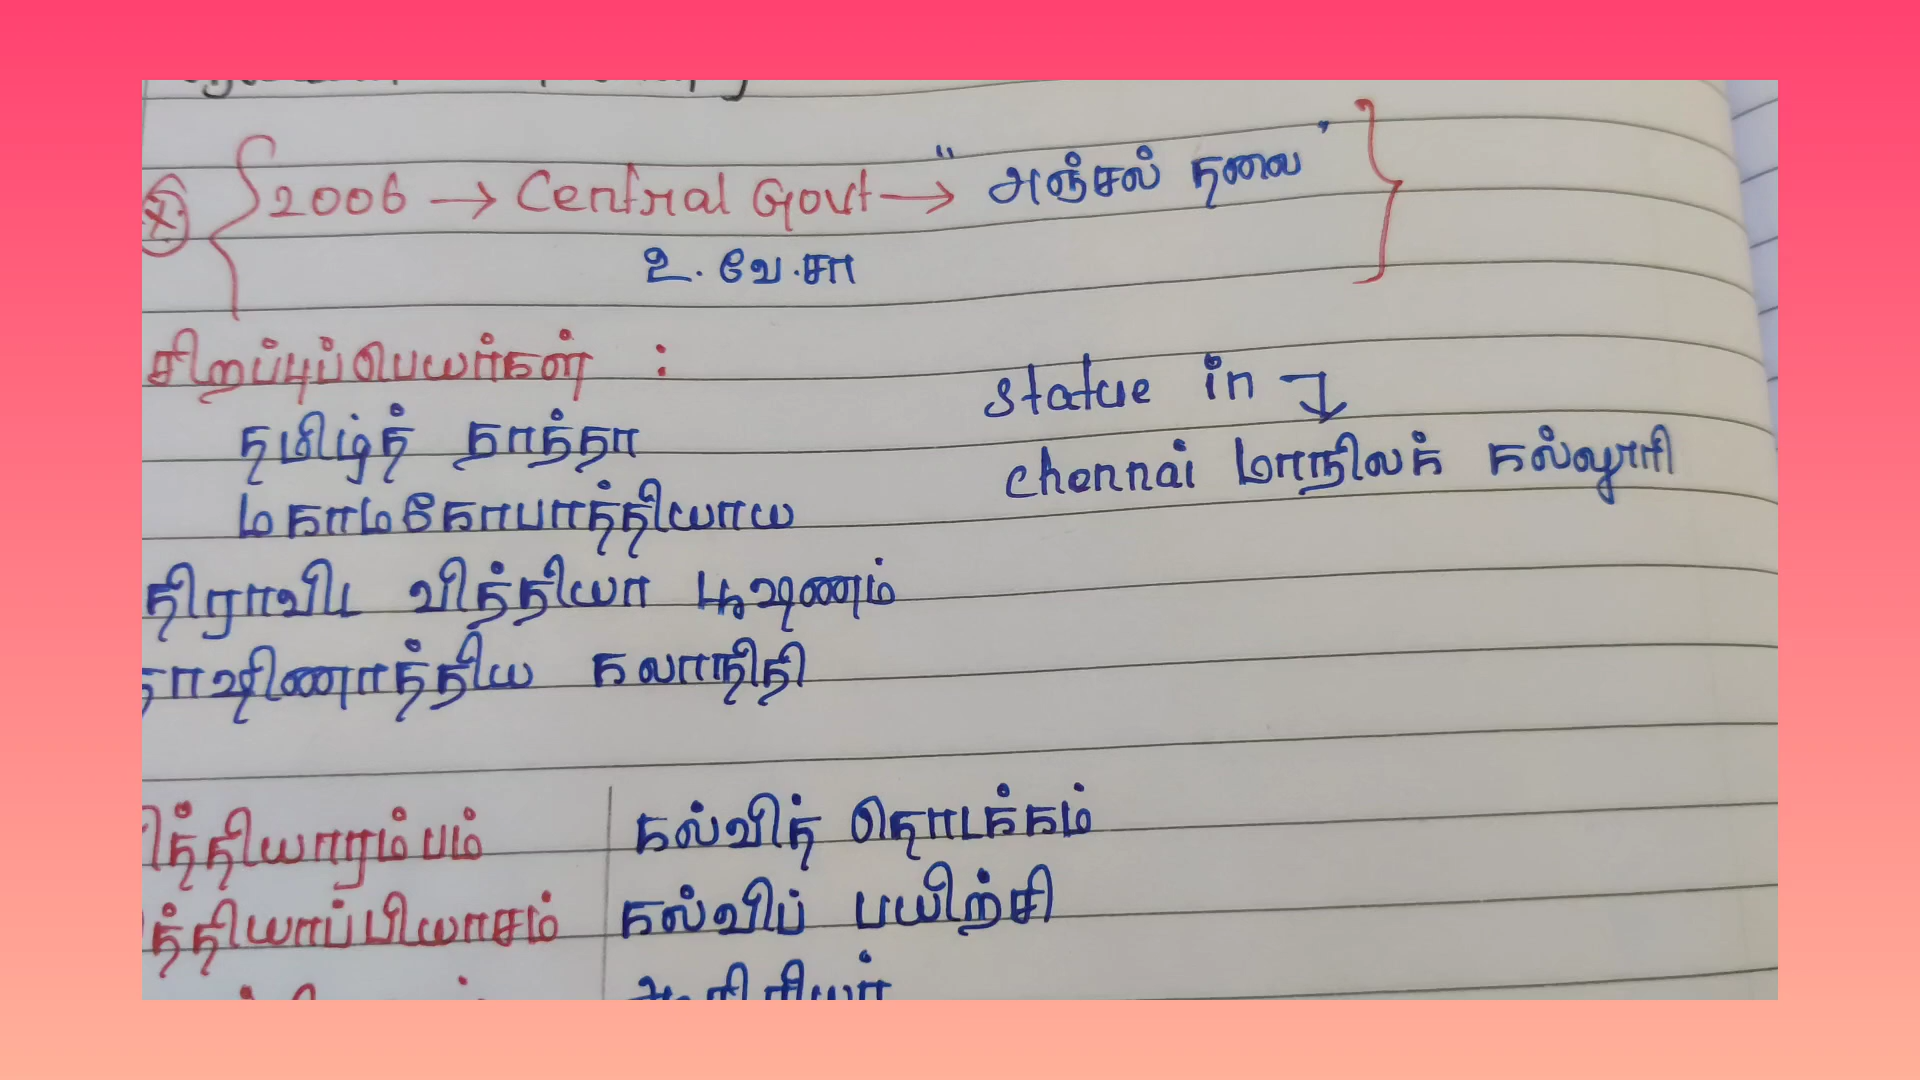 2006 → Central Govt → "அஞ்சல் தலை"
உ. வே. சா
சிறப்புப்பெயர்கள் :
தமிழ்த் தாத்தா
statue in
மகாமகோபாத்தியாய
chennai மாநிலக் கல்லூரி
திராவிட வித்தியா பூஷணம்
தாஷிணாத்திய கலாநிதி
வித்தியாரம்பம் கல்வித் தொடக்கம்
வித்தியாப்பியாசம் கல்விப் பயிற்சி